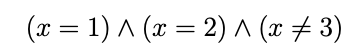 (x = 1) ∧ (x = 2) ∧ (x ≠ 3)